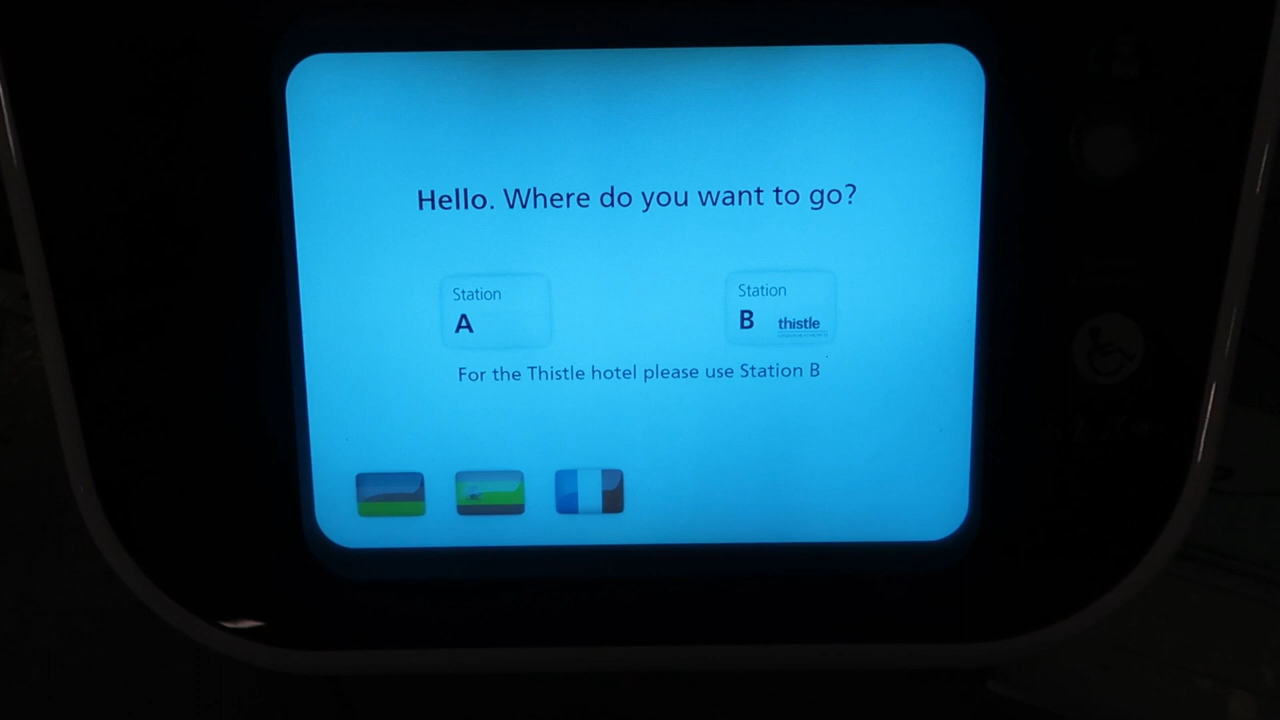 Hello. Where do you want to go?
Station
A
Station
B thistle
For the Thistle hotel please use Station B